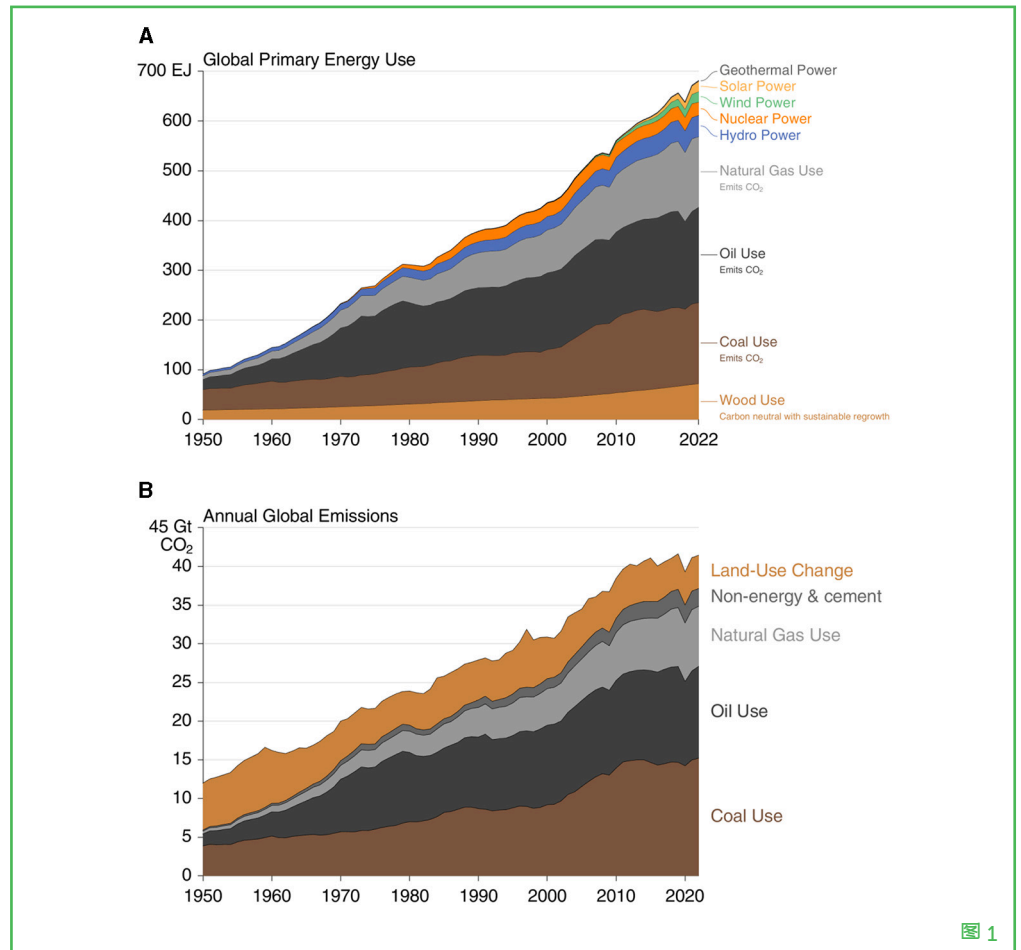 A
Global Primary Energy Use
700 EJ
600
500
400
300
200
100
0
1950
1960
1970
1980
1990
2000
2010
2022
Geothermal Power
Solar Power
Wind Power
Nuclear Power
Hydro Power
Natural Gas Use
Emits CO₂
Oil Use
Emits CO₂
Coal Use
Emits CO₂
Wood Use
Carbon neutral with sustainable regrowth
B
Annual Global Emissions
45 Gt
CO₂
40
35
30
25
20
15
10
5
0
1950
1960
1970
1980
1990
2000
2010
2020
Land-Use Change
Non-energy & cement
Natural Gas Use
Oil Use
Coal Use
图 1